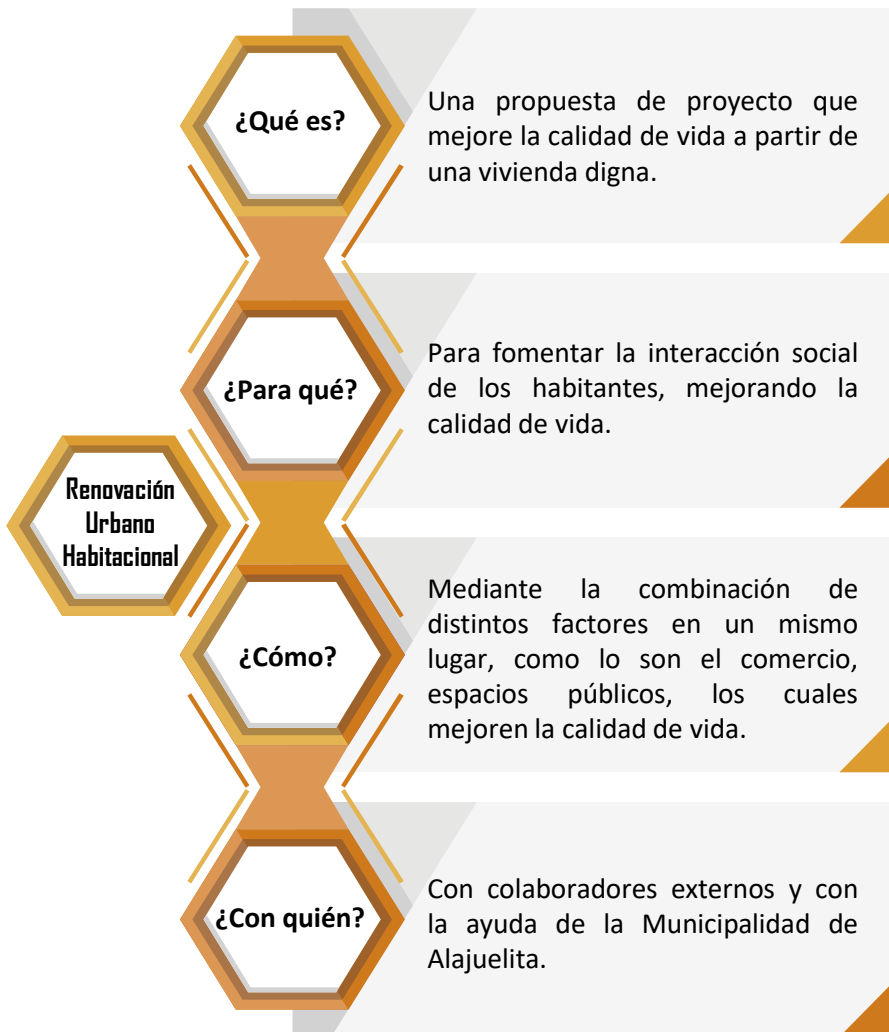 ¿Qué es?
Una propuesta de proyecto que
mejore la calidad de vida a partir de
una vivienda digna.
¿Para qué?
Para fomentar la interacción social
de los habitantes, mejorando la
calidad de vida.
Renovación
Urbano
Habitacional
¿Cómo?
Mediante la combinación de
distintos factores en un mismo
lugar, como lo son el comercio,
espacios públicos, los cuales
mejoren la calidad de vida.
¿Con quién?
Con colaboradores externos y con
la ayuda de la Municipalidad de
Alajuelita.